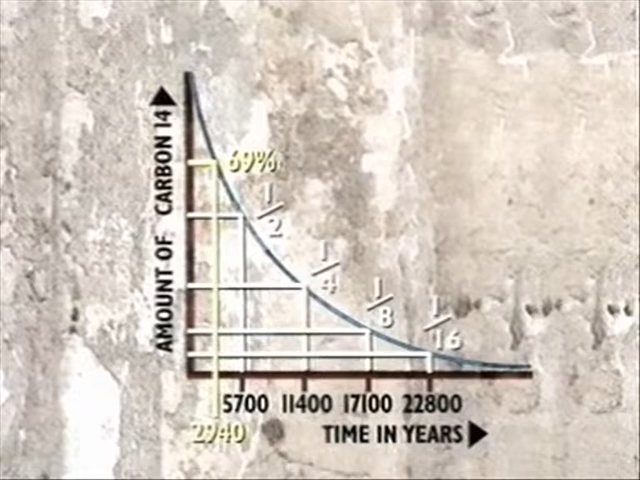 AMOUNT OF CARBON 14
69%
1/2
1/4
1/8
1/16
5700 11400 17100 22800
2940
TIME IN YEARS